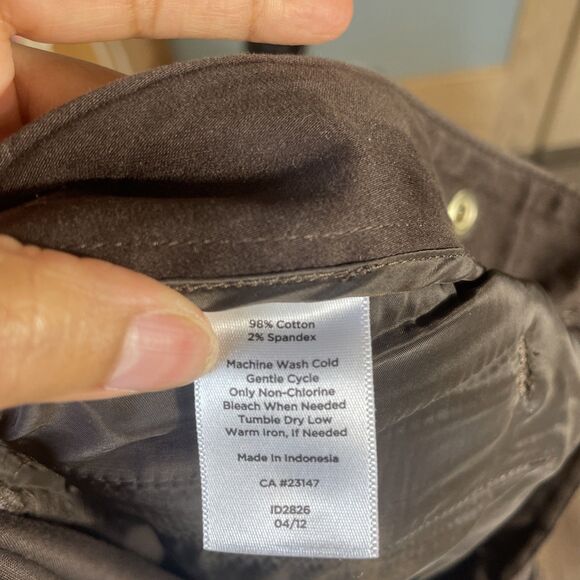 98% Cotton
2% Spandex
Machine Wash Cold
Gentle Cycle
Only Non-Chlorine
Bleach When Needed
Tumble Dry Low
Warm Iron, if Needed
Made in Indonesia
CA #23147
ID2826
04/12